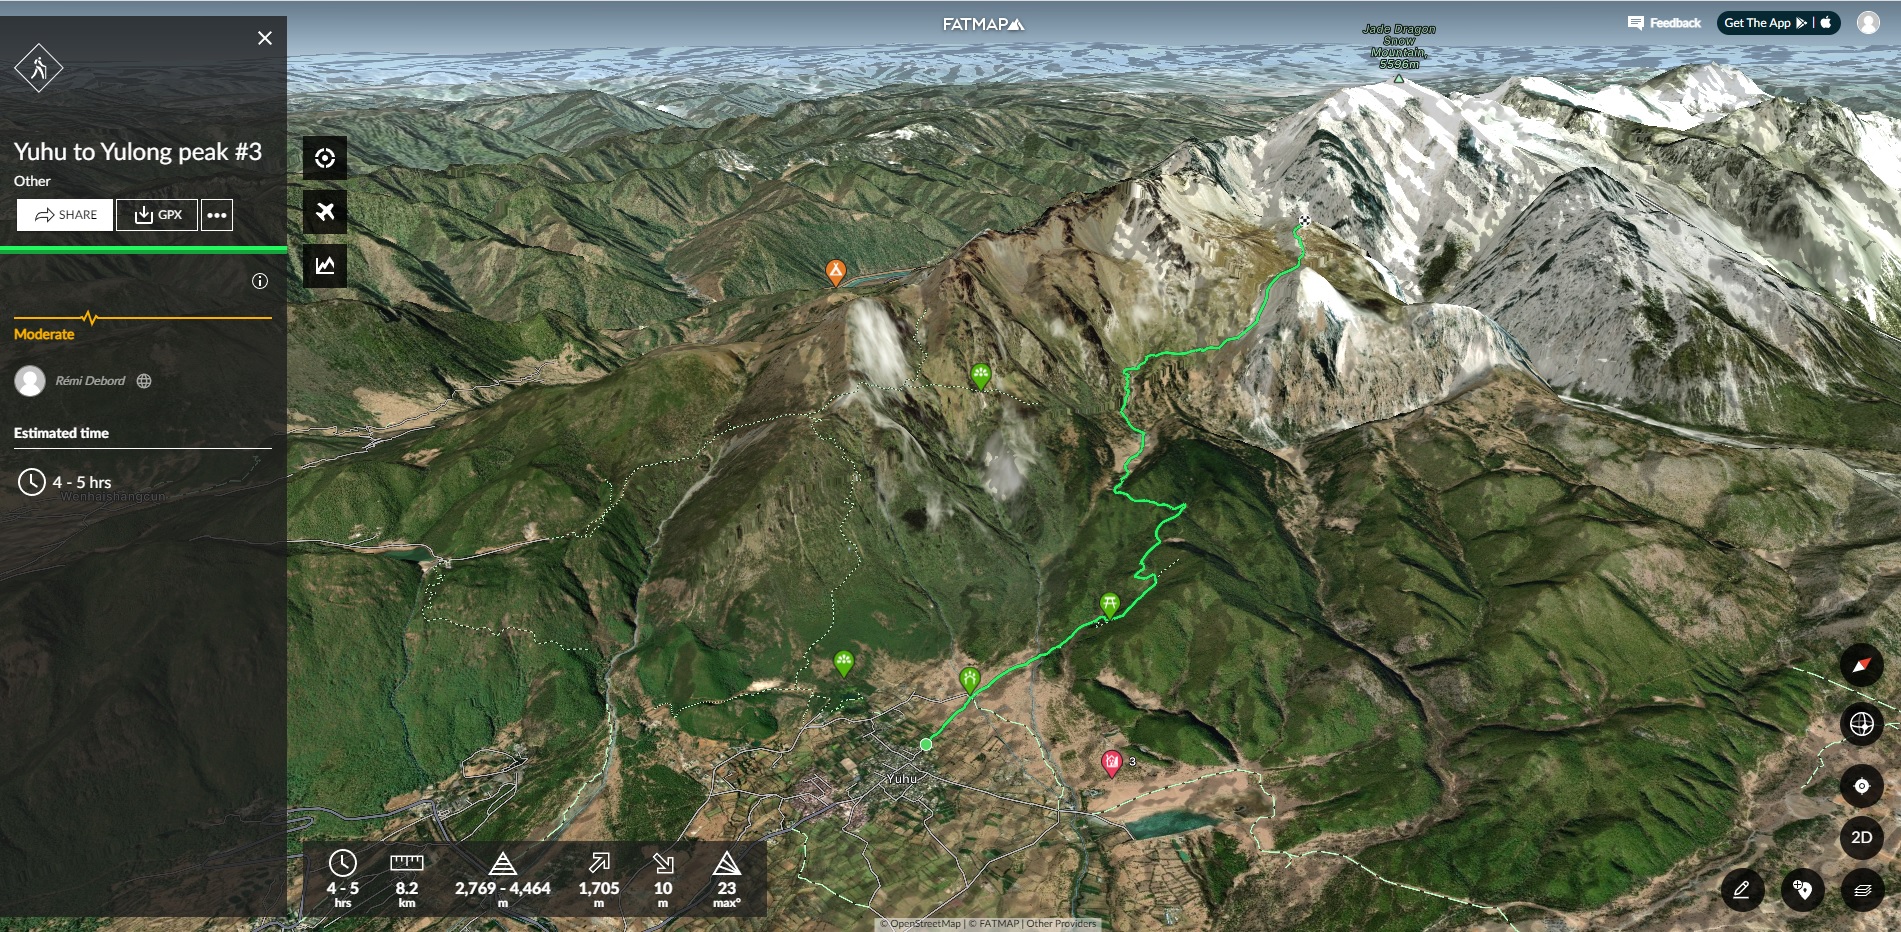 FATMAP
Feedback
Get The App
Jade Dragon
Snow
Mountain,
5596m
Yuhu to Yulong peak #3
Other
SHARE
GPX
Moderate
Rémi Debord
Estimated time
4 - 5 hrs
Wenhaishangcun
3
Yuhu
2D
4 - 5
hrs
8.2
km
2,769 - 4,464
m
1,705
m
10
m
23
max°
© OpenStreetMap | © FATMAP | Other Providers